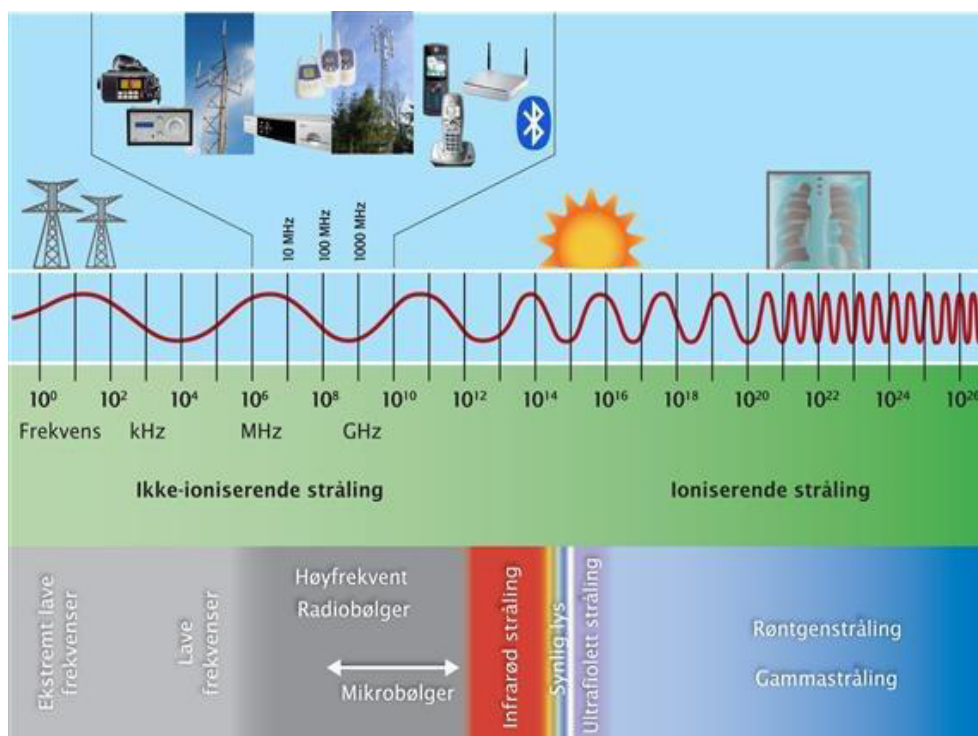 10 MHz
100 MHz
1000 MHz
10⁰ 10² 10⁴ 10⁶ 10⁸ 10¹⁰ 10¹² 10¹⁴ 10¹⁶ 10¹⁸ 10²⁰ 10²² 10²⁴ 10²⁶
Frekvens kHz MHz GHz
Ikke-ioniserende stråling Ioniserende stråling
Ekstremt lave
frekvenser
Lave
frekvenser
Høyfrekvent
Radiobølger
Mikrobølger
Infrarød stråling
Synlig lys
Ultrafiolett stråling
Røntgenstråling
Gammastråling